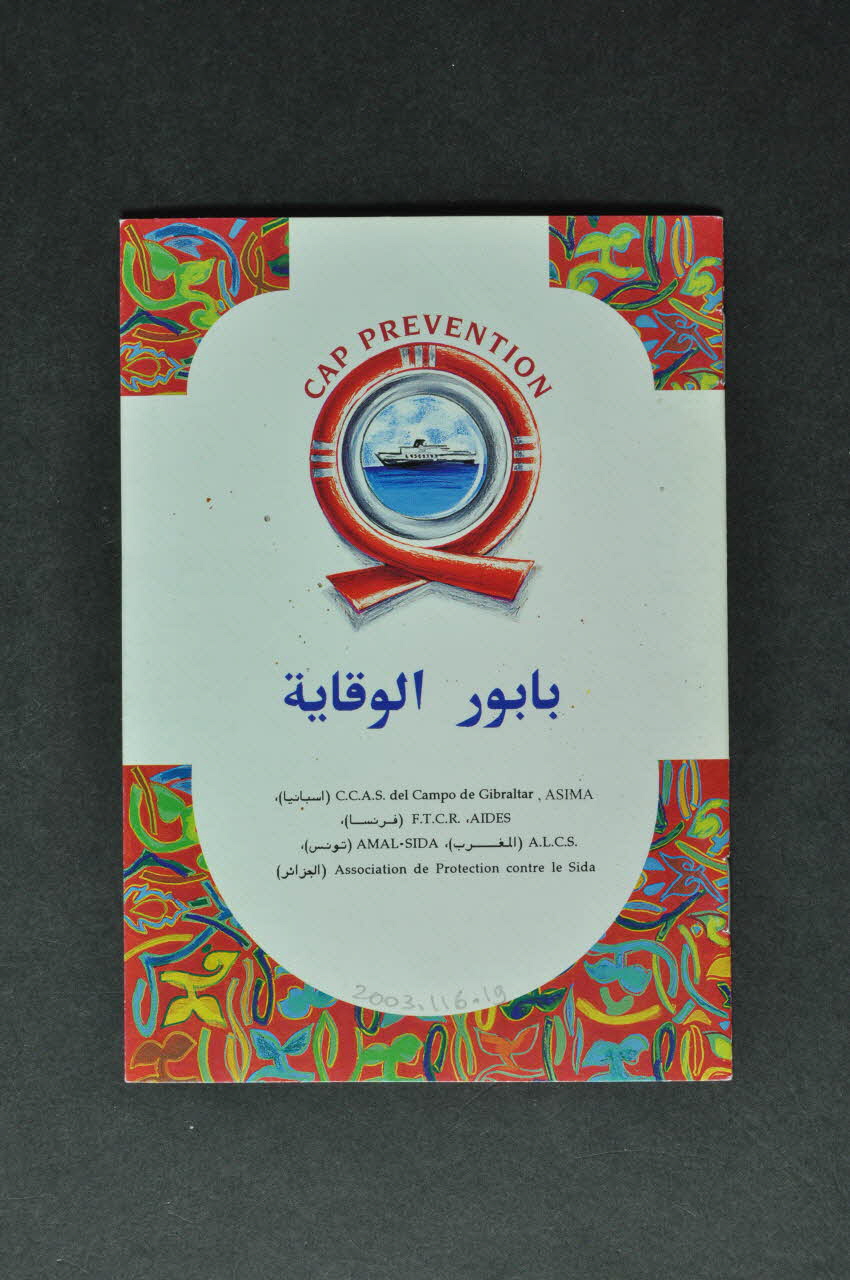 CAP PREVENTION
بابور الوقاية
C.C.A.S. del Campo de Gibraltar , ASIMA (اسبانيا)،
F.T.C.R. ،AIDES (فرنسا)،
A.L.C.S. (المغرب)، AMAL-SIDA (تونس)،
Association de Protection contre le Sida (الجزائر)
2003.116.19